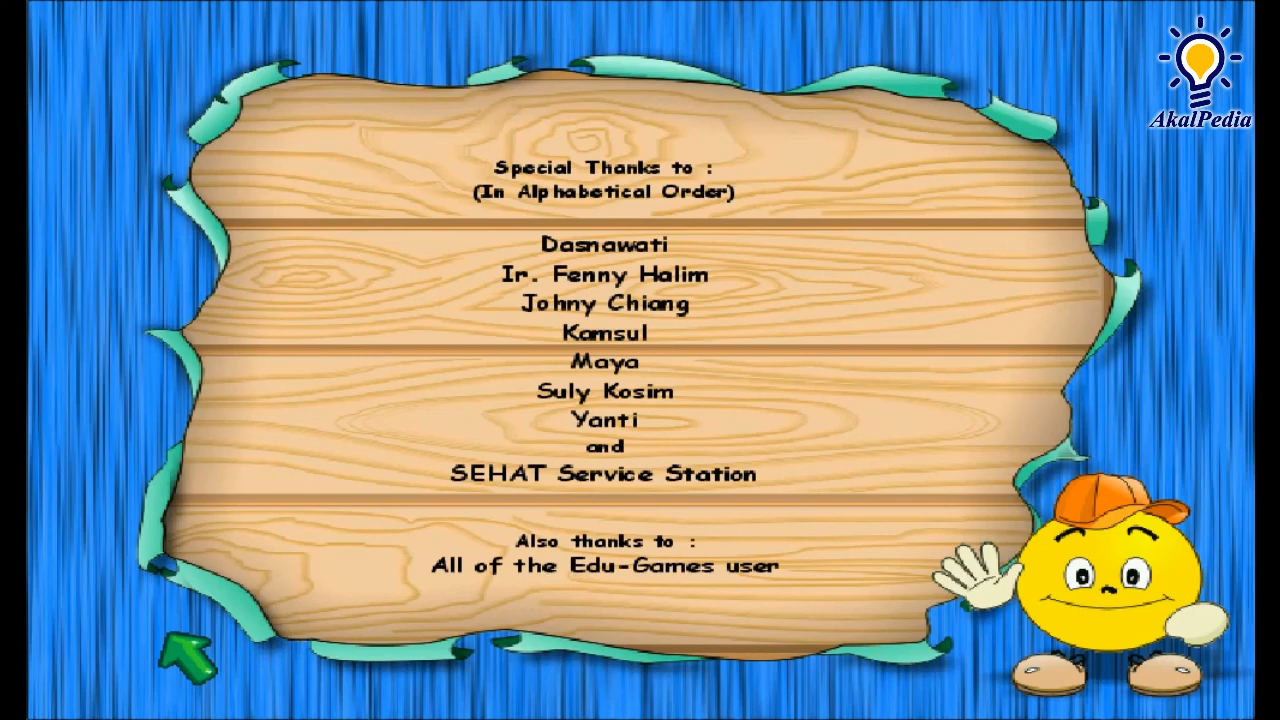 AkalPedia
Special Thanks to :
(In Alphabetical Order)
Dasnawati
Ir. Fenny Halim
Johny Chiang
Kamsul
Maya
Suly Kosim
Yanti
and
SEHAT Service Station
Also thanks to :
All of the Edu-Games user